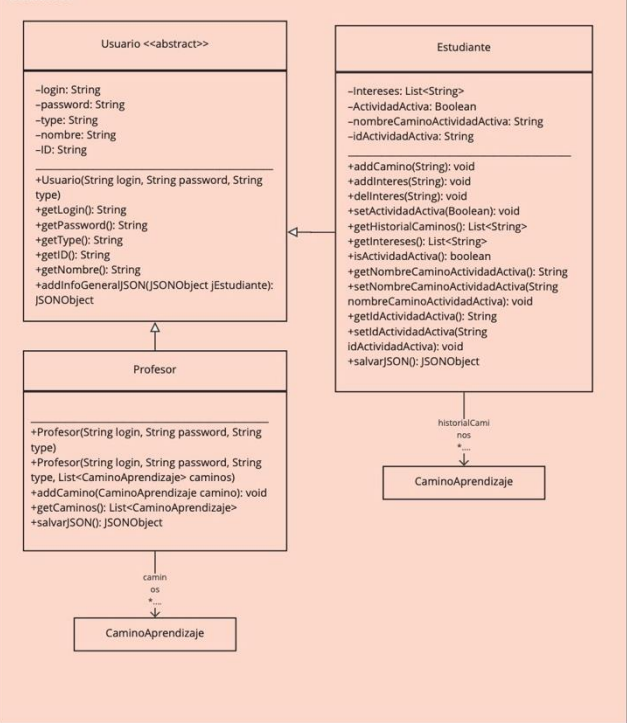 Usuario <<abstract>>
–login: String
–password: String
–type: String
–nombre: String
–ID: String
+Usuario(String login, String password, String
type)
+getLogin(): String
+getPassword(): String
+getType(): String
+getID(): String
+getNombre(): String
+addInfoGeneralJSON(JSONObject jEstudiante):
JSONObject
Estudiante
–Intereses: List<String>
–ActividadActiva: Boolean
–nombreCaminoActividadActiva: String
–idActividadActiva: String
+addCamino(String): void
+addInteres(String): void
+delInteres(String): void
+setActividadActiva(Boolean): void
+getHistorialCaminos(): List<String>
+getIntereses(): List<String>
+isActividadActiva(): boolean
+getNombreCaminoActividadActiva(): String
+setNombreCaminoActividadActiva(String
nombreCaminoActividadActiva): void
+getIdActividadActiva(): String
+setIdActividadActiva(String
idActividadActiva): void
+salvarJSON(): JSONObject
Profesor
+Profesor(String login, String password, String
type)
+Profesor(String login, String password, String
type, List<CaminoAprendizaje> caminos)
+addCamino(CaminoAprendizaje camino): void
+getCaminos(): List<CaminoAprendizaje>
+salvarJSON(): JSONObject
historialCami
nos
*....
CaminoAprendizaje
camin
os
*....
CaminoAprendizaje